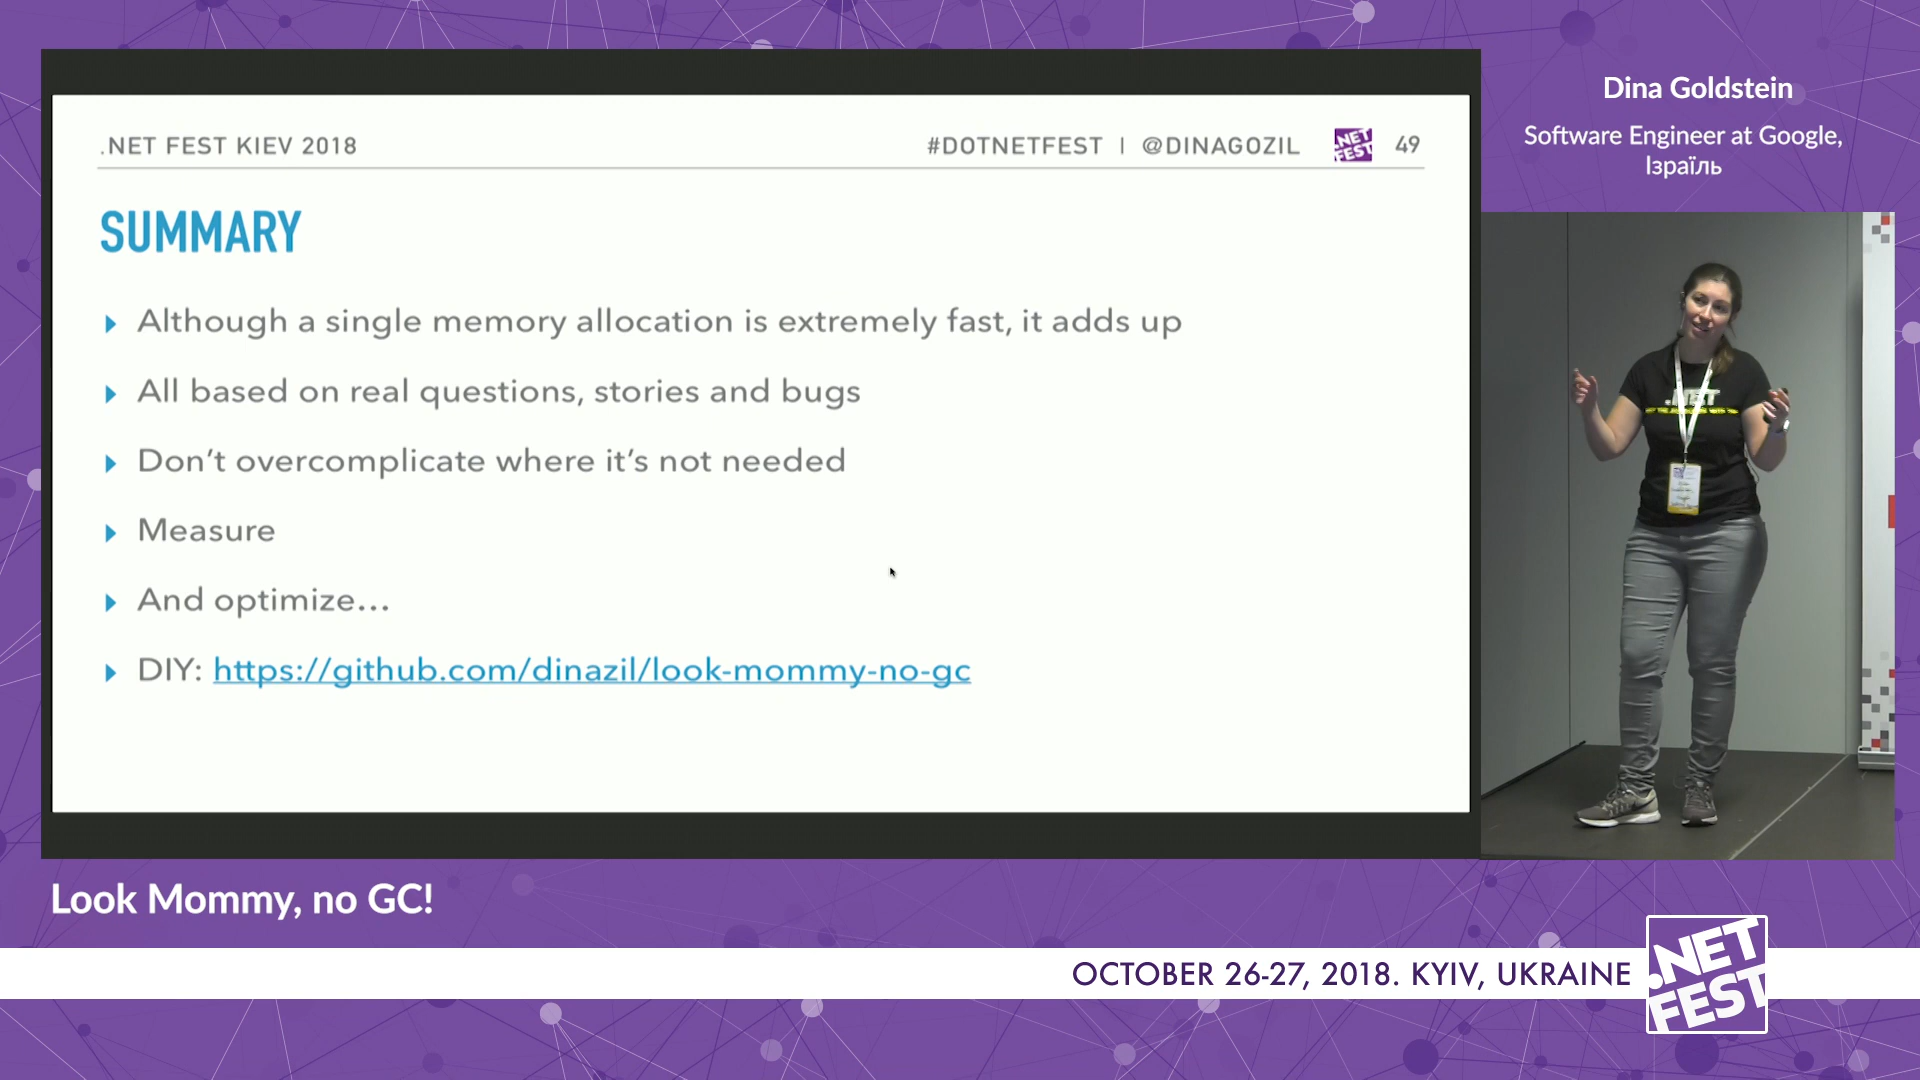 .NET FEST KIEV 2018
#DOTNETFEST | @DINAGOZIL
.NET
FEST
49
SUMMARY
Although a single memory allocation is extremely fast, it adds up
All based on real questions, stories and bugs
Don't overcomplicate where it's not needed
Measure
And optimize...
DIY: https://github.com/dinazil/look-mommy-no-gc
Dina Goldstein
Software Engineer at Google,
Ізраїль
.NET
Look Mommy, no GC!
OCTOBER 26-27, 2018. KYIV, UKRAINE
.NET
FEST